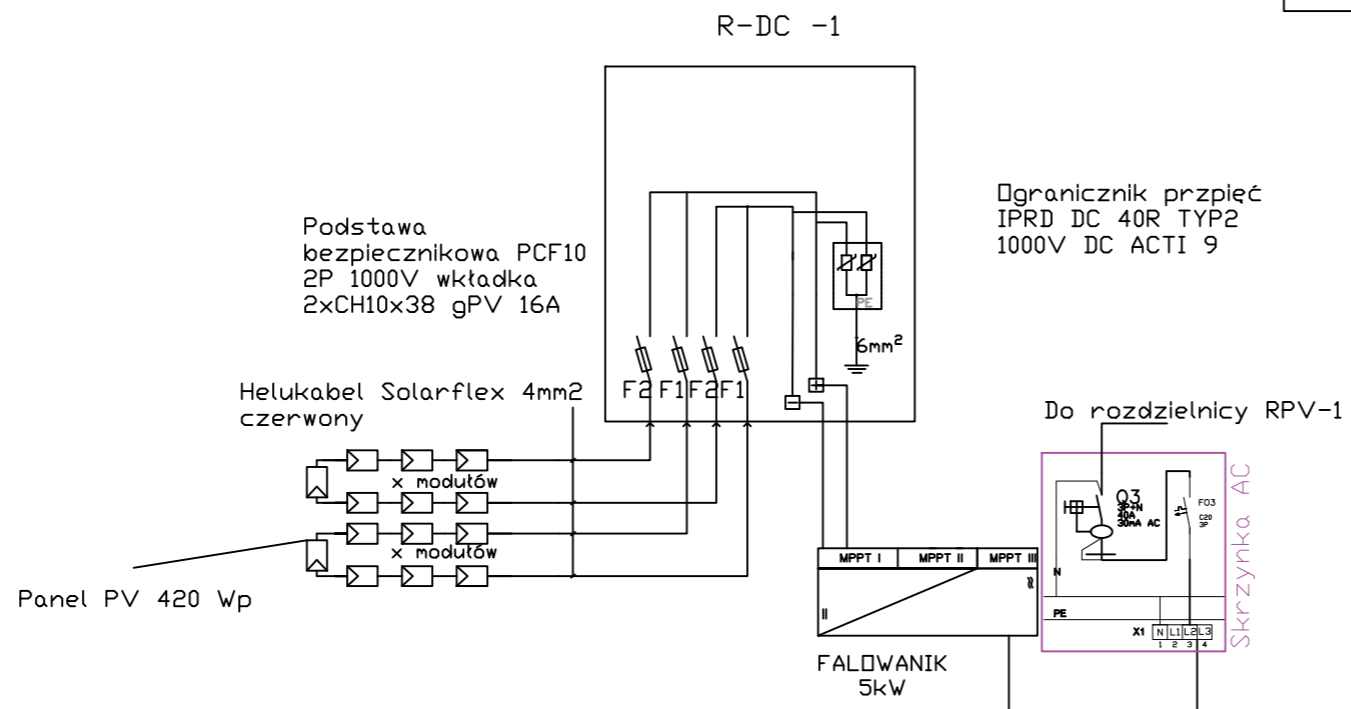 R-DC -1
Podstawa
bezpiecznikowa PCF10
2P 1000V wkładka
2xCH10x38 gPV 16A
Ogranicznik przpięć
IPRD DC 40R TYP2
1000V DC ACTI 9
PE
6mm²
F2 F1 F2 F1
Helukabel Solarflex 4mm2
czerwony
x modułów
x modułów
Panel PV 420 Wp
Do rozdzielnicy RPV-1
Q3
3P+N
40A
30mA AC
F03
C20
3P
N
PE
X1 N L1 L2 L3
1 2 3 4
Skrzynka AC
MPPT I MPPT II MPPT III
FALOWANIK
5kW